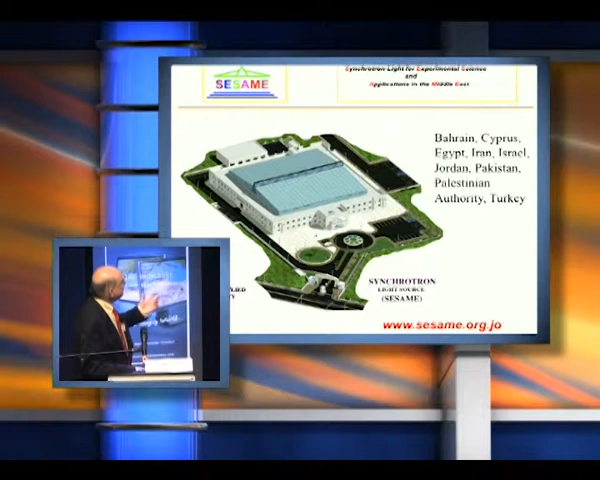 SESAME
Synchrotron-Light for Experimental Science
and
Applications in the Middle East
Bahrain, Cyprus,
Egypt, Iran, Israel,
Jordan, Pakistan,
Palestinian
Authority, Turkey
SYNCHROTRON
LIGHT SOURCE
(SESAME)
www.sesame.org.jo